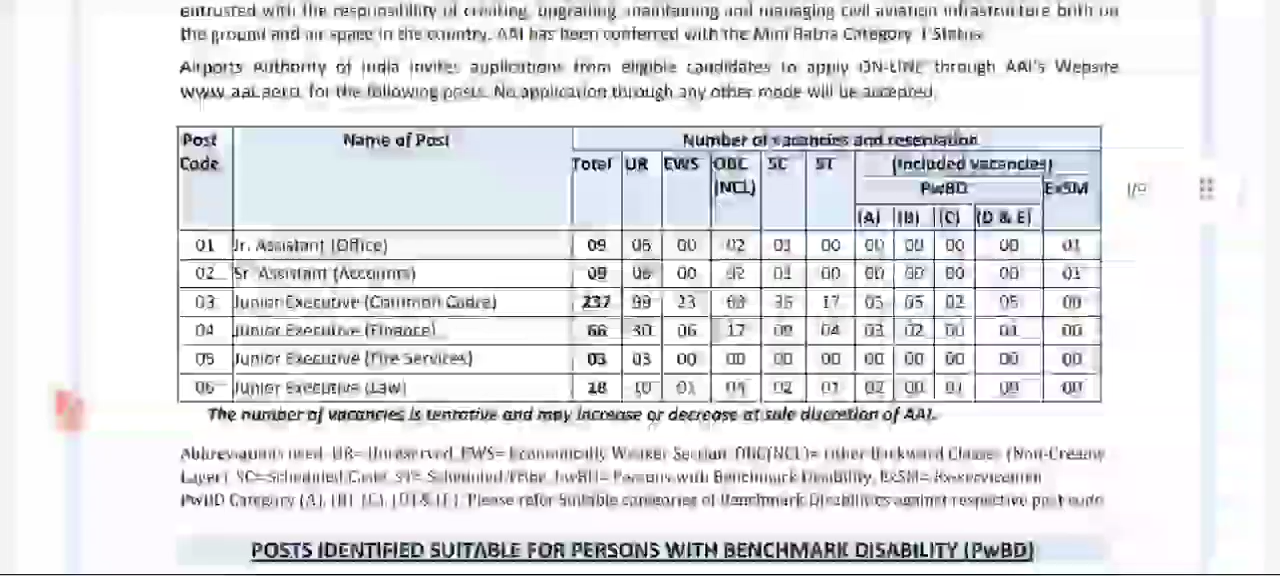 entrusted with the responsibility of creating, upgrading, maintaining and managing civil aviation infrastructure both on
the ground and air space in the country. AAI has been conferred with the Mini Ratna Category 1 Status
Airports Authority of India invites applications from eligible candidates to apply ON-LINE through AAI's Website
www.aai.aero. for the following posts. No application through any other mode will be accepted.
Post Code Name of Post Number of vacancies and reservation
Total UR EWS OBC (NCL) SC ST (Included vacancies)
PwBD ExSM
(A) (B) (C) (D & E)
1/9
01 Jr. Assistant (Office) 09 06 00 02 01 00 00 00 00 00 01
02 Sr. Assistant (Accounts) 09 06 00 02 01 00 00 00 00 00 01
03 Junior Executive (Common Cadre) 237 99 23 17 05 05 02 05 00
04 Junior Executive (Finance) 66 30 06 17 09 04 03 02 00 01 00
05 Junior Executive (Fire Services) 03 03 00 00 00 00 00 00 00 00 00
06 Junior Executive (Law) 18 10 01 04 02 01 02 00 01 00 00
The number of vacancies is tentative and may increase or decrease at sole discretion of AAI.
Abbreviations used: UR= Unreserved, EWS= Economically Weaker Section, OBC(NCL)= Other Backward Classes (Non-Creamy
Layer), SC=Scheduled Caste, ST= Scheduled Tribe, PwBD= Persons with Benchmark Disability, ExSM= Ex-servicemen
PwBD Category (A), (B), (C), (D) & (E): Please refer Suitable categories of Benchmark Disabilities against respective post code
POSTS IDENTIFIED SUITABLE FOR PERSONS WITH BENCHMARK DISABILITY (PwBD)